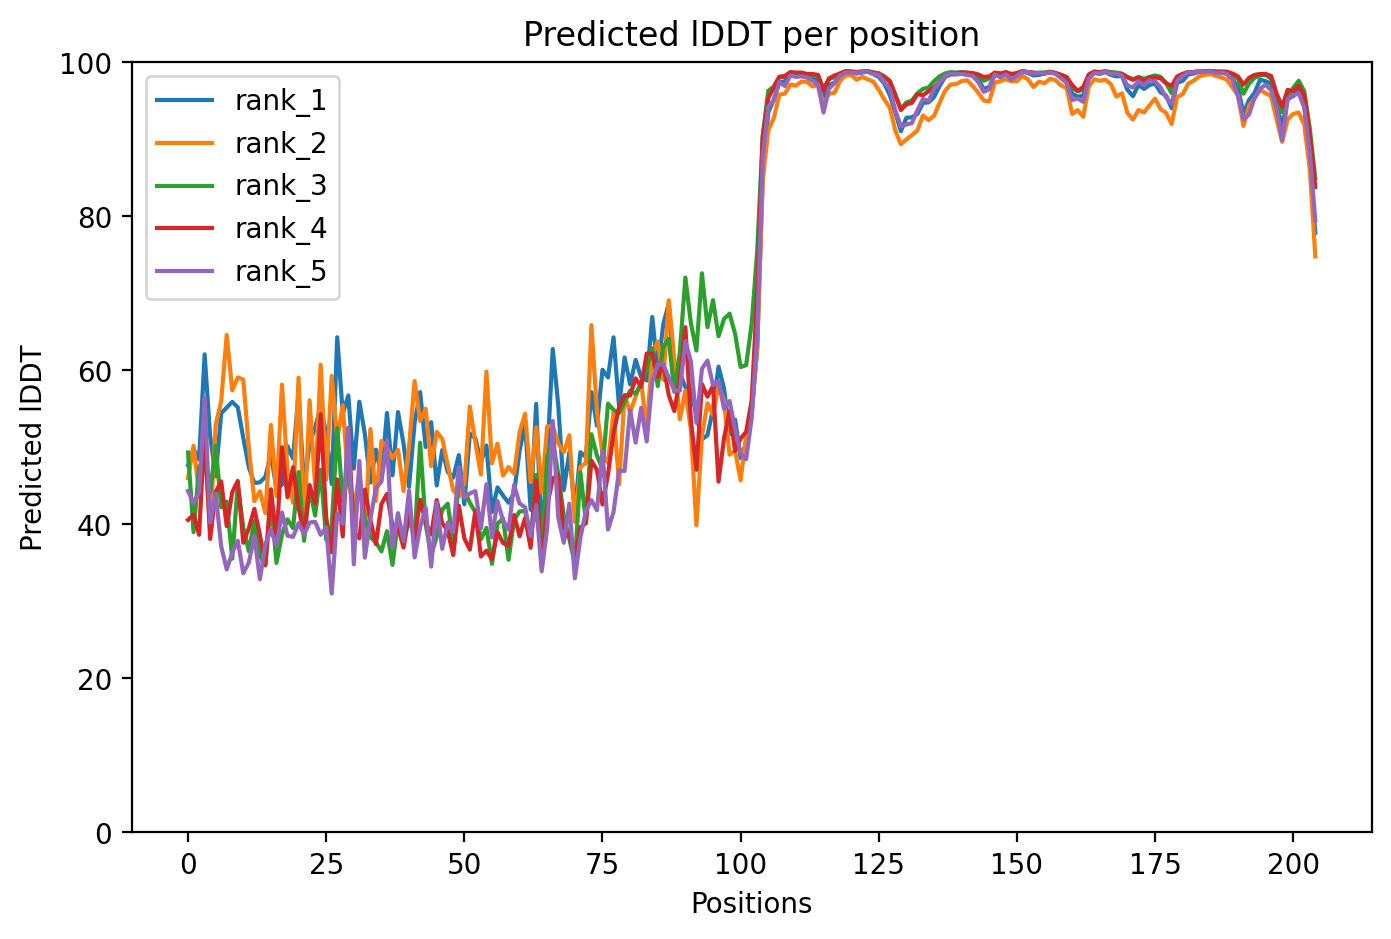 Predicted lDDT per position
100
80
60
40
20
0
Predicted lDDT
rank_1
rank_2
rank_3
rank_4
rank_5
0 25 50 75 100 125 150 175 200
Positions